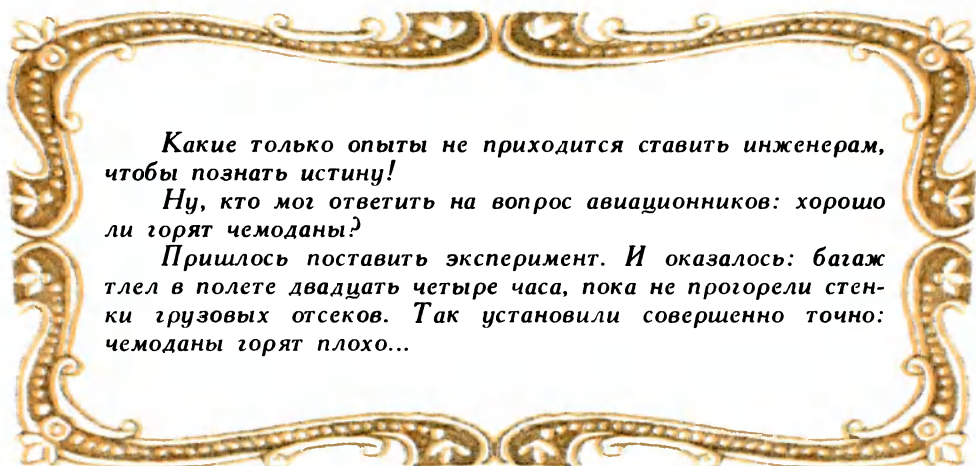 Какие только опыты не приходится ставить инженерам,
чтобы познать истину!
Ну, кто мог ответить на вопрос авиационников: хорошо
ли горят чемоданы?
Пришлось поставить эксперимент. И оказалось: багаж
тлел в полете двадцать четыре часа, пока не прогорели стен-
ки грузовых отсеков. Так установили совершенно точно:
чемоданы горят плохо...